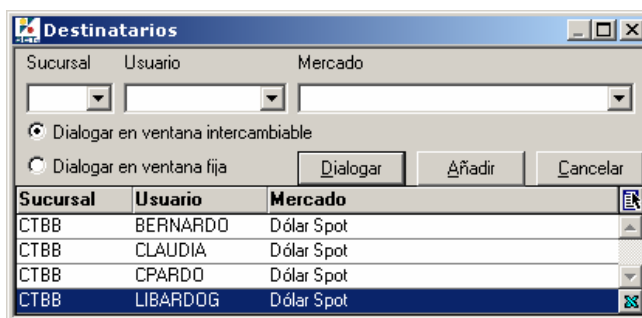 Destinatarios
Sucursal Usuario Mercado
Dialogar en ventana intercambiable
Dialogar en ventana fija Dialogar Añadir Cancelar
Sucursal Usuario Mercado
CTBB BERNARDO Dólar Spot
CTBB CLAUDIA Dólar Spot
CTBB CPARDO Dólar Spot
CTBB LIBARDOG Dólar Spot